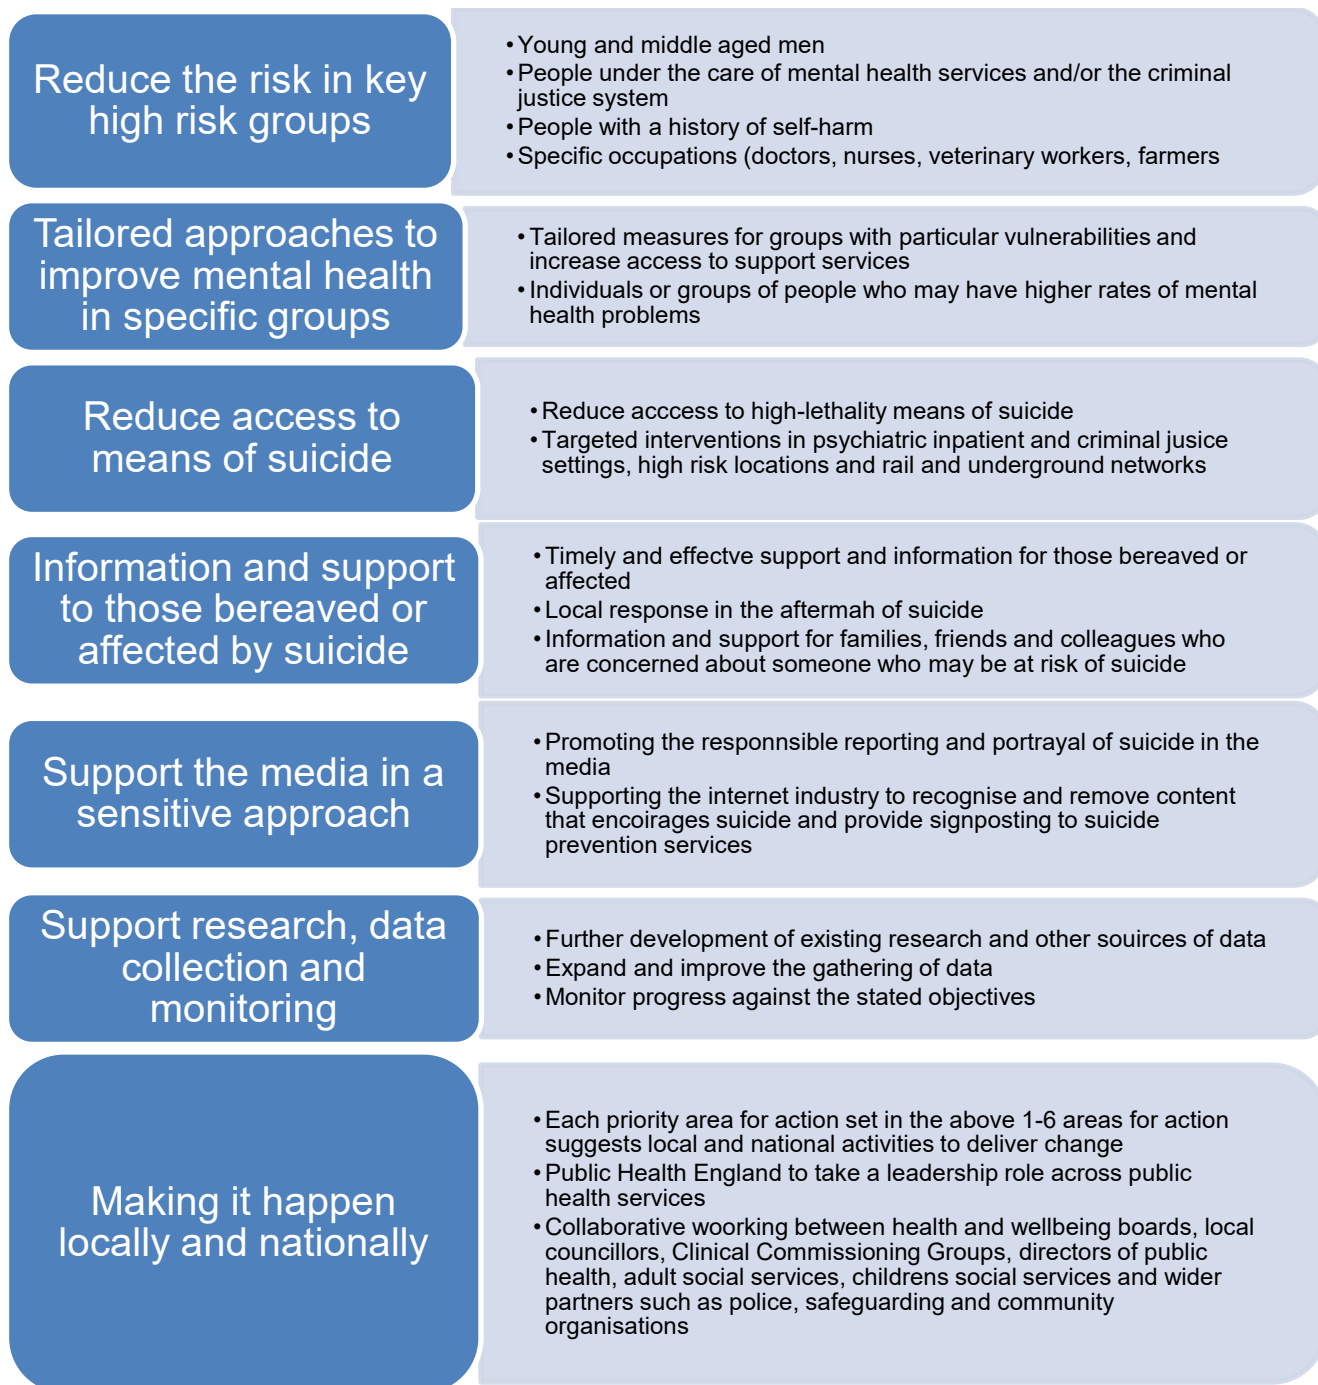 Reduce the risk in key
high risk groups
•Young and middle aged men
•People under the care of mental health services and/or the criminal
justice system
•People with a history of self-harm
•Specific occupations (doctors, nurses, veterinary workers, farmers
Tailored approaches to
improve mental health
in specific groups
•Tailored measures for groups with particular vulnerabilities and
increase access to support services
•Individuals or groups of people who may have higher rates of mental
health problems
Reduce access to
means of suicide
•Reduce acccess to high-lethality means of suicide
•Targeted interventions in psychiatric inpatient and criminal jusice
settings, high risk locations and rail and underground networks
Information and support
to those bereaved or
affected by suicide
•Timely and effectve support and information for those bereaved or
affected
•Local response in the aftermah of suicide
•Information and support for families, friends and colleagues who
are concerned about someone who may be at risk of suicide
Support the media in a
sensitive approach
•Promoting the responnsible reporting and portrayal of suicide in the
media
•Supporting the internet industry to recognise and remove content
that encoirages suicide and provide signposting to suicide
prevention services
Support research, data
collection and
monitoring
•Further development of existing research and other souirces of data
•Expand and improve the gathering of data
•Monitor progress against the stated objectives
Making it happen
locally and nationally
•Each priority area for action set in the above 1-6 areas for action
suggests local and national activities to deliver change
•Public Health England to take a leadership role across public
health services
•Collaborative woorking between health and wellbeing boards, local
councillors, Clinical Commissioning Groups, directors of public
health, adult social services, childrens social services and wider
partners such as police, safeguarding and community
organisations